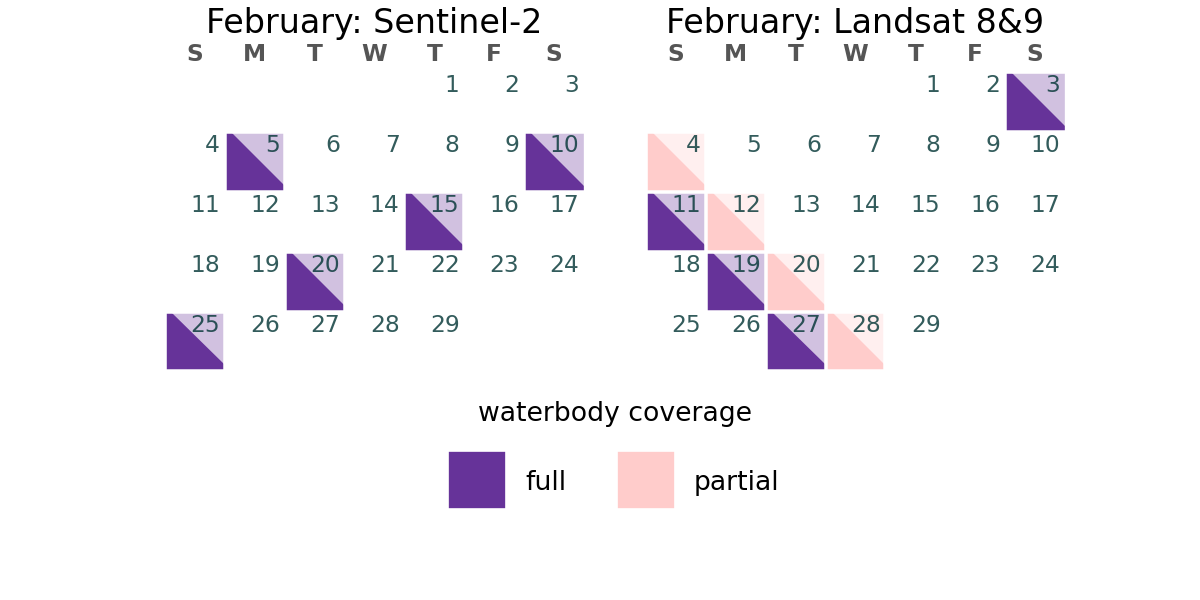 February: Sentinel-2
S M T W T F S
1 2 3
4 5 6 7 8 9 10
11 12 13 14 15 16 17
18 19 20 21 22 23 24
25 26 27 28 29
February: Landsat 8&9
S M T W T F S
1 2 3
4 5 6 7 8 9 10
11 12 13 14 15 16 17
18 19 20 21 22 23 24
25 26 27 28 29
waterbody coverage
full partial